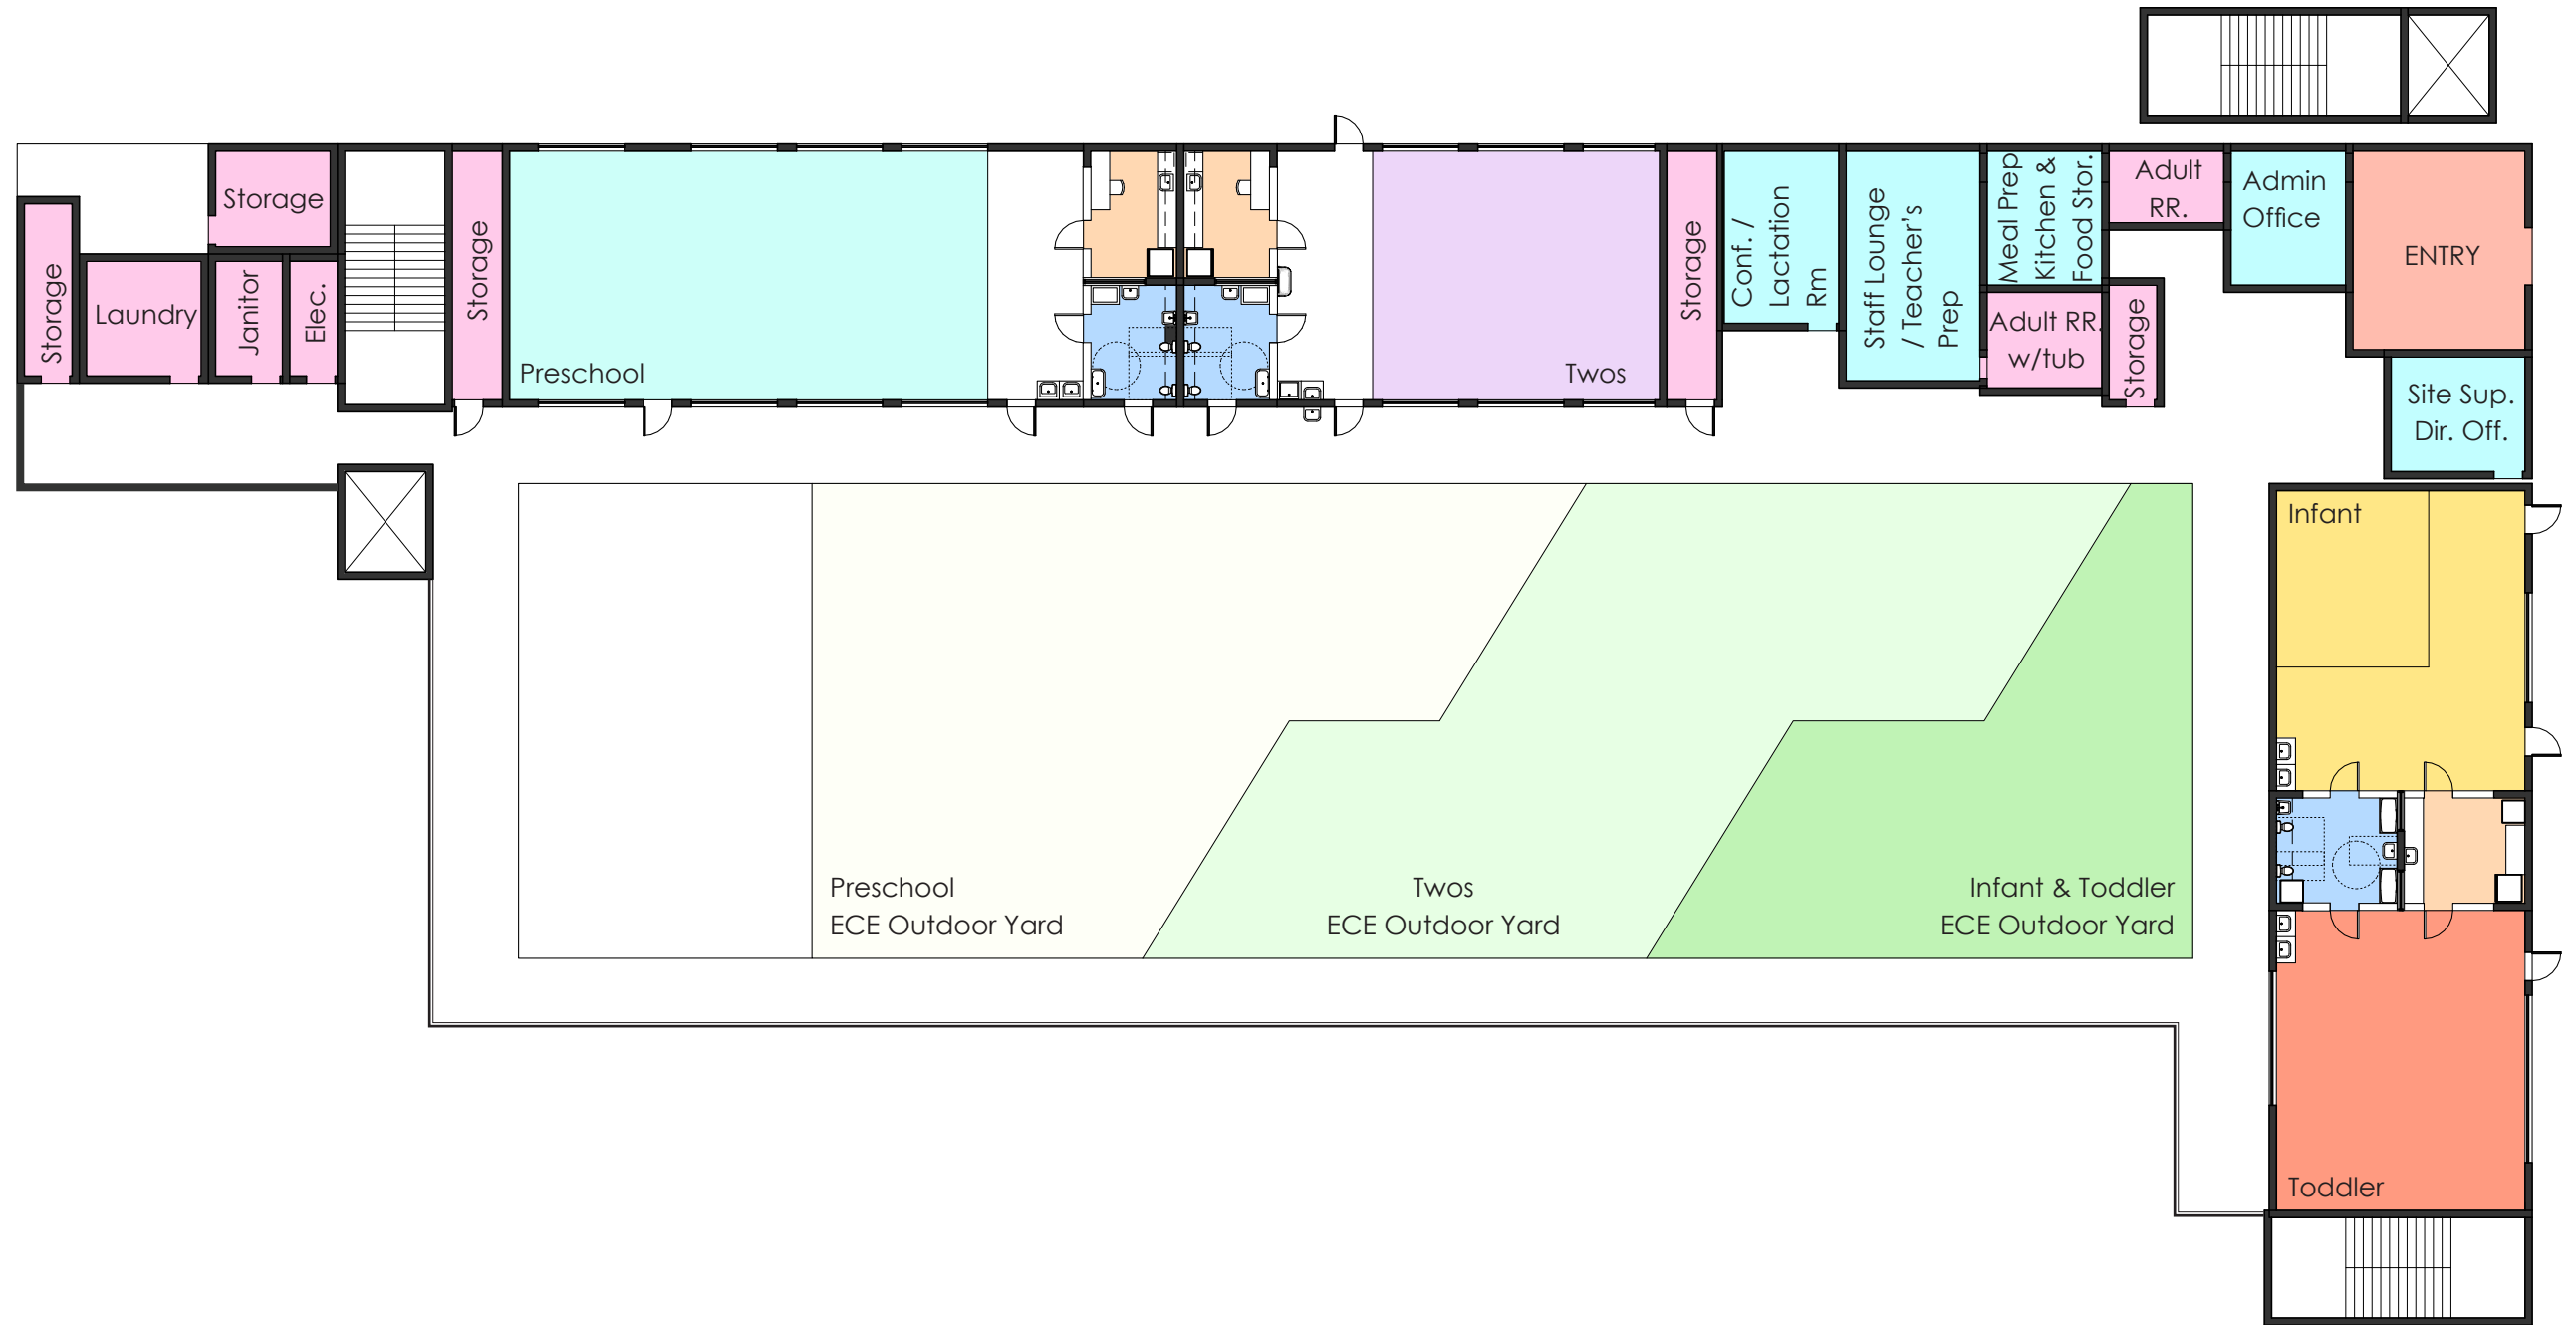 Storage
Storage
Laundry
Janitor
Elec.
Storage
Preschool
Twos
Storage
Conf. /
Lactation
Rm
Staff Lounge
/ Teacher's
Prep
Meal Prep
Kitchen &
Food Stor.
Adult
RR.
Admin
Office
ENTRY
Adult RR.
w/tub
Storage
Site Sup.
Dir. Off.
Infant
Preschool
ECE Outdoor Yard
Twos
ECE Outdoor Yard
Infant & Toddler
ECE Outdoor Yard
Toddler